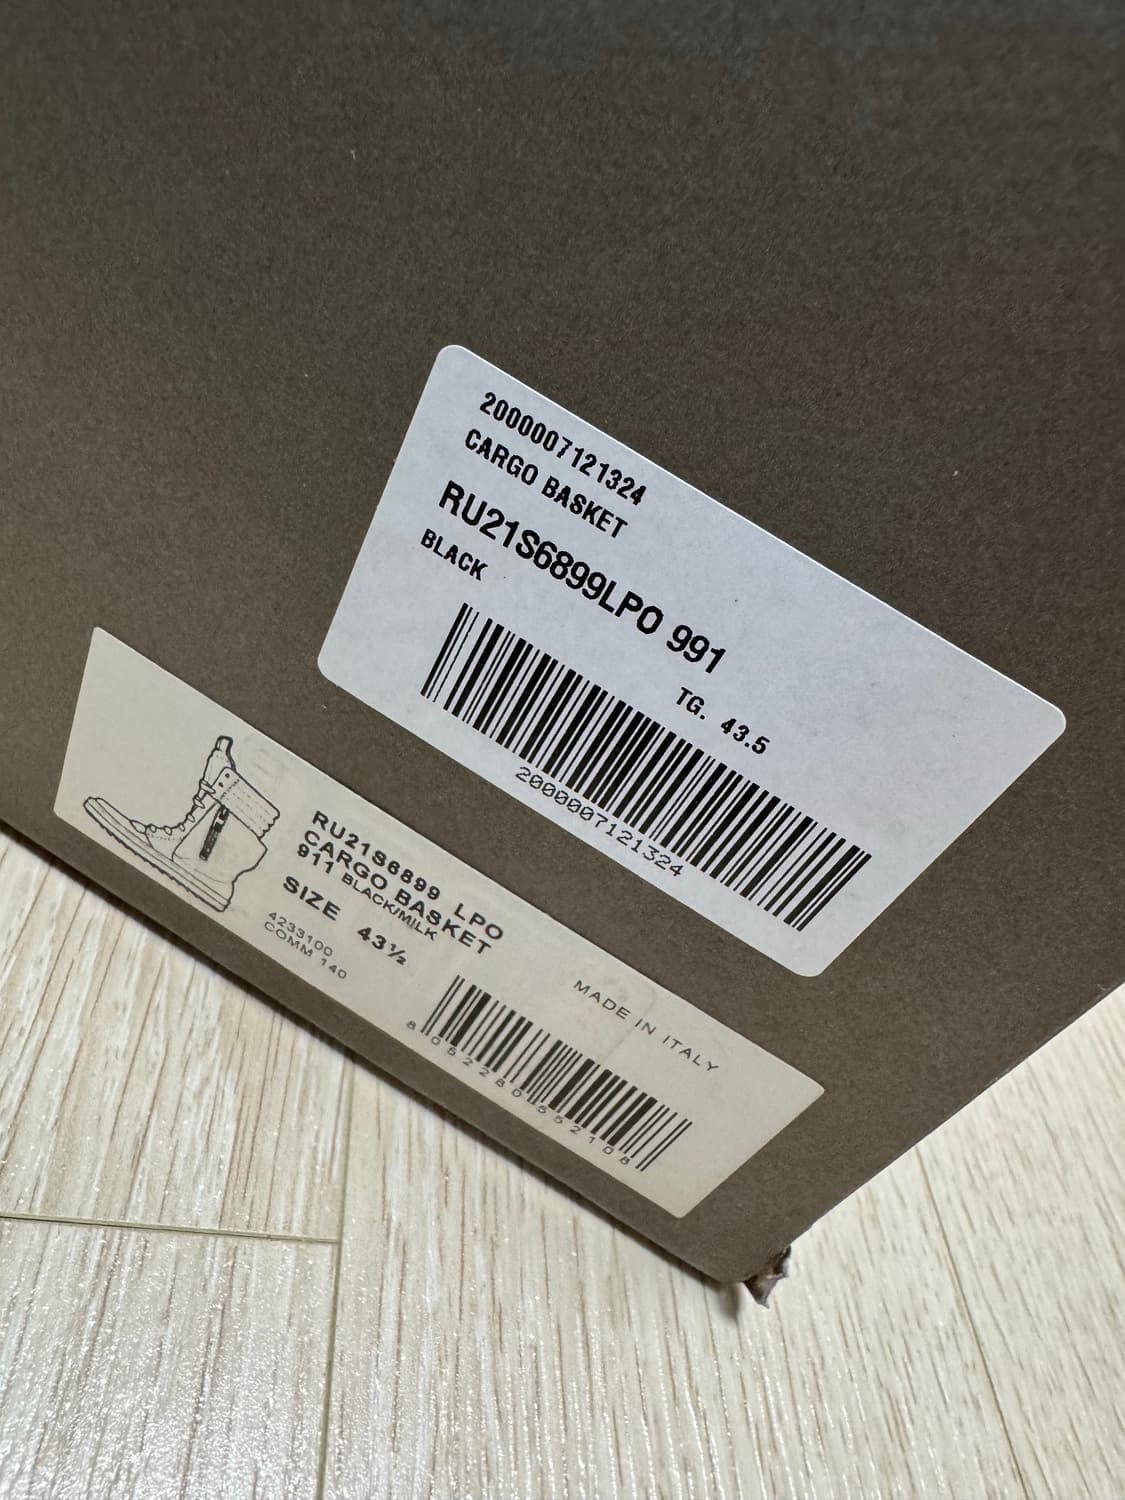 2000007121324
CARGO BASKET
RU21S6899LPO 991
BLACK
TG. 43.5
2000007121324
RU21S6899 LPO
CARGO BASKET
911 BLACK/MILK
SIZE 43½
4233100
COMM 140
MADE IN ITALY
8052280552108